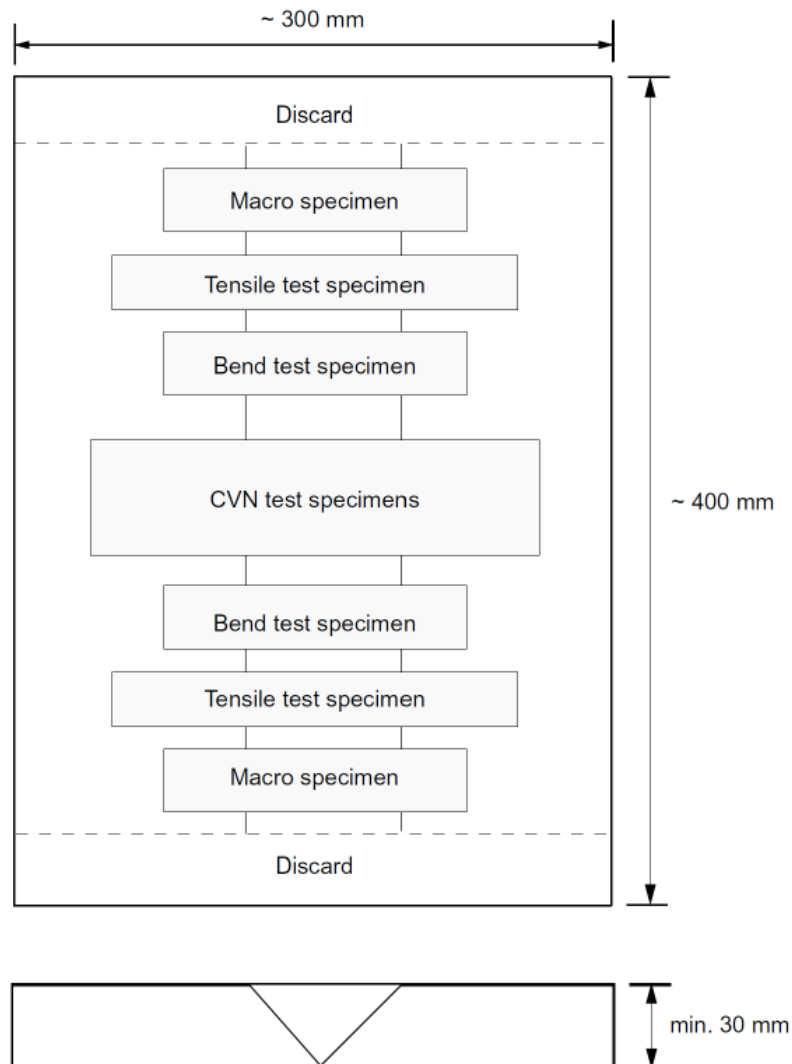 ~ 300 mm
Discard
Macro specimen
Tensile test specimen
Bend test specimen
CVN test specimens
~ 400 mm
Bend test specimen
Tensile test specimen
Macro specimen
Discard
min. 30 mm